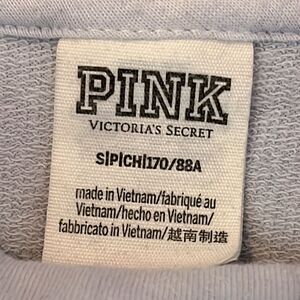 PINK
VICTORIA'S SECRET
S|P|CH|170/88A
made in Vietnam/fabriqué au
Vietnam/hecho en Vietnam/
fabbricato in Vietnam/越南制造